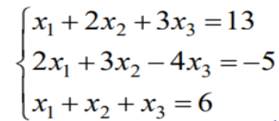 x₁ + 2x₂ + 3x₃ = 13
2x₁ + 3x₂ − 4x₃ = −5
x₁ + x₂ + x₃ = 6